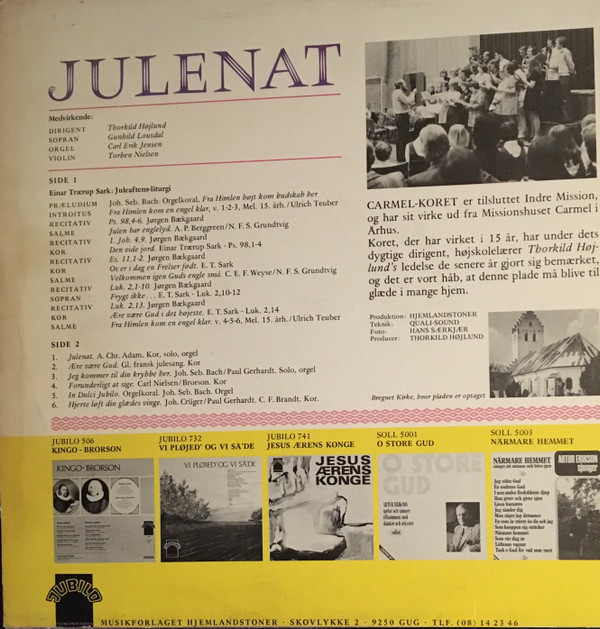 JULENAT
Medvirkende:
DIRIGENT Thorkild Højlund
SOPRAN Gunhild Lousdal
ORGEL Carl Erik Jensen
VIOLIN Torben Nielsen
SIDE 1
Einar Trærup Sark: Juleaftens-liturgi
PRÆLUDIUM Joh. Seb. Bach. Orgelkoral, Fra Himlen højt kom budskab her
INTROITUS Fra Himlen kom en engel klar, v. 1-2-3, Mel. 15. årh./Ulrich Teuber
RECITATIV Ps. 98,4-6. Jørgen Bækgaard
SALME Julen har englelyd. A. P. Berggreen/N. F. S. Grundtvig
RECITATIV 1. Joh. 4,9. Jørgen Bækgaard
KOR Den vide jord. Einar Trærup Sark - Ps. 98,1-4
RECITATIV Es. 11,1-2. Jørgen Bækgaard
KOR Os er i dag en Frelser født. E. T. Sark
SALME Velkommen igen Guds engle små. C. E. F. Weyse/N. F. S. Grundtvig
RECITATIV Luk. 2,1-10. Jørgen Bækgaard
SOPRAN Frygt ikke ... E. T. Sark - Luk. 2,10-12
RECITATIV Luk. 2,13. Jørgen Bækgaard
KOR Ære være Gud i det højeste. E. T. Sark - Luk. 2,14
SALME Fra Himlen kom en engel klar. v. 4-5-6, Mel. 15. årh./Ulrich Teuber
SIDE 2
1. Julenat. A. Chr. Adam. Kor, solo, orgel
2. Ære være Gud. Gl. fransk julesang. Kor
3. Jeg kommer til din krybbe her. Joh. Seb. Bach/Paul Gerhardt. Solo, orgel
4. Forunderligt at sige. Carl Nielsen/Brorson. Kor
5. In Dulci Jubilo. Orgelkoral. Joh. Seb. Bach. Orgel
6. Hjerte løft din glædes vinge. Joh. Crüger/Paul Gerhardt. C. F. Brandt. Kor.
CARMEL-KORET er tilsluttet Indre Mission,
og har sit virke ud fra Missionshuset Carmel i
Århus.
Koret, der har virket i 15 år, har under dets
dygtige dirigent, højskolelærer Thorkild Høj-
lund's ledelse de senere år gjort sig bemærket,
og det er vort håb, at denne plade må blive til
glæde i mange hjem.
Produktion: HJEMLANDSTONER
Teknik: QUALI-SOUND
Foto: HANS SÆRKJÆR
Producer: THORKILD HØJLUND
Bregnet Kirke, hvor pladen er optaget
JUBILO 506
KINGO - BRORSON
JUBILO 732
VI PLØJED' OG VI SÅ'DE
JUBILO 741
JESUS ÆRENS KONGE
SOLL 5001
O STORE GUD
SOLL. 5003
NÄRMARE HEMMET
KINGO-BRORSON
VI PLØJED' OG VI SÅ'DE
JESUS
ÆRENS
KONGE
O STORE
GUD
NÄRMARE HEMMET
ANTON ERICSON
sjunger
JUBILO
MUSIKFORLAGET HJEMLANDSTONER · SKOVLYKKE 2 · 9250 GUG · TLF. (08) 14 23 46